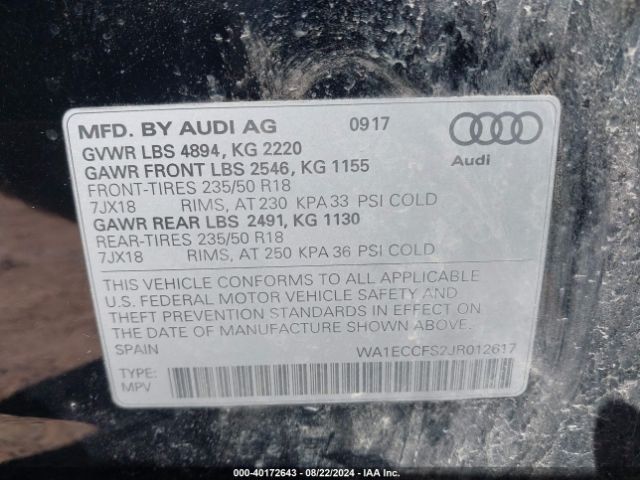 MFD. BY AUDI AG 0917
GVWR LBS 4894, KG 2220
Audi
GAWR FRONT LBS 2546, KG 1155
FRONT-TIRES 235/50 R18
7JX18 RIMS, AT 230 KPA 33 PSI COLD
GAWR REAR LBS 2491, KG 1130
REAR-TIRES 235/50 R18
7JX18 RIMS, AT 250 KPA 36 PSI COLD
THIS VEHICLE CONFORMS TO ALL APPLICABLE
U.S. FEDERAL MOTOR VEHICLE SAFETY AND
THEFT PREVENTION STANDARDS IN EFFECT ON
THE DATE OF MANUFACTURE SHOWN ABOVE.
SPAIN WA1ECCFS2JR012617
TYPE:
MPV
000-40172643 - 08/22/2024 - IAA Inc.